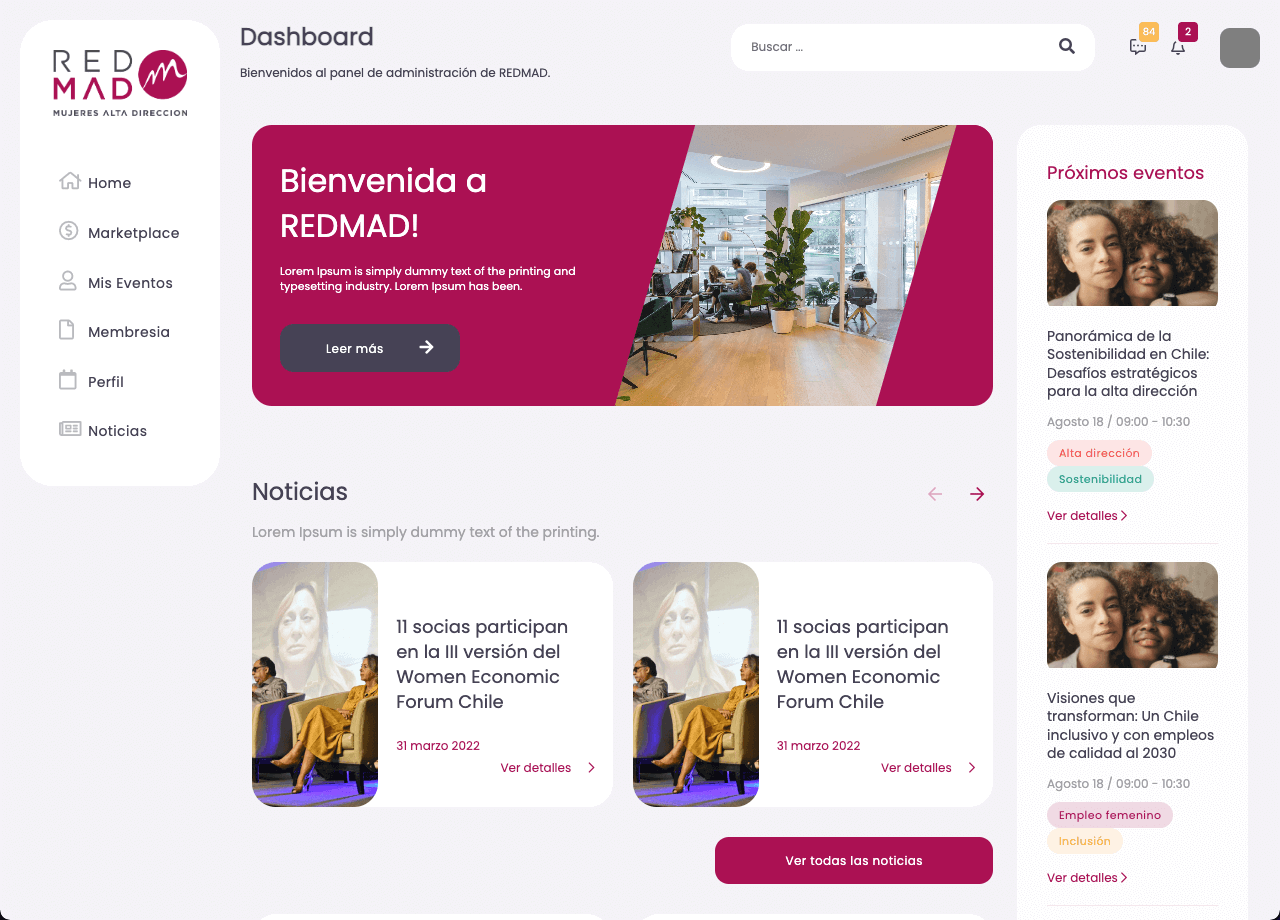 RED
MAD
MUJERES ALTA DIRECCION
Home
Marketplace
Mis Eventos
Membresia
Perfil
Noticias
Dashboard
Bienvenidos al panel de administración de REDMAD.
Buscar ...
84
2
Bienvenida a
REDMAD!
Lorem Ipsum is simply dummy text of the printing and
typesetting industry. Lorem Ipsum has been.
Leer más
Noticias
Lorem Ipsum is simply dummy text of the printing.
11 socias participan
en la III versión del
Women Economic
Forum Chile
31 marzo 2022
Ver detalles
11 socias participan
en la III versión del
Women Economic
Forum Chile
31 marzo 2022
Ver detalles
Ver todas las noticias
Próximos eventos
Panorámica de la
Sostenibilidad en Chile:
Desafíos estratégicos
para la alta dirección
Agosto 18 / 09:00 - 10:30
Alta dirección
Sostenibilidad
Ver detalles
Visiones que
transforman: Un Chile
inclusivo y con empleos
de calidad al 2030
Agosto 18 / 09:00 - 10:30
Empleo femenino
Inclusión
Ver detalles